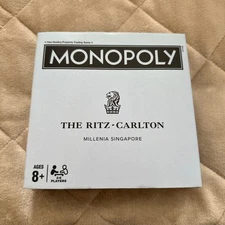 MONOPOLY
THE RITZ-CARLTON
MILLENIA SINGAPORE
AGES
8+
PLAYERS